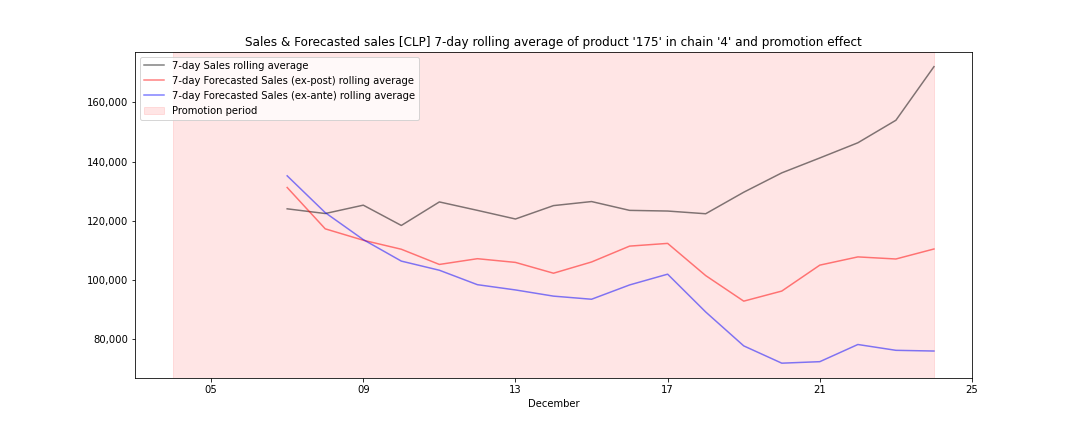 Sales & Forecasted sales [CLP] 7-day rolling average of product '175' in chain '4' and promotion effect
7-day Sales rolling average
7-day Forecasted Sales (ex-post) rolling average
7-day Forecasted Sales (ex-ante) rolling average
Promotion period
160,000
140,000
120,000
100,000
80,000
05 09 13 17 21 25
December